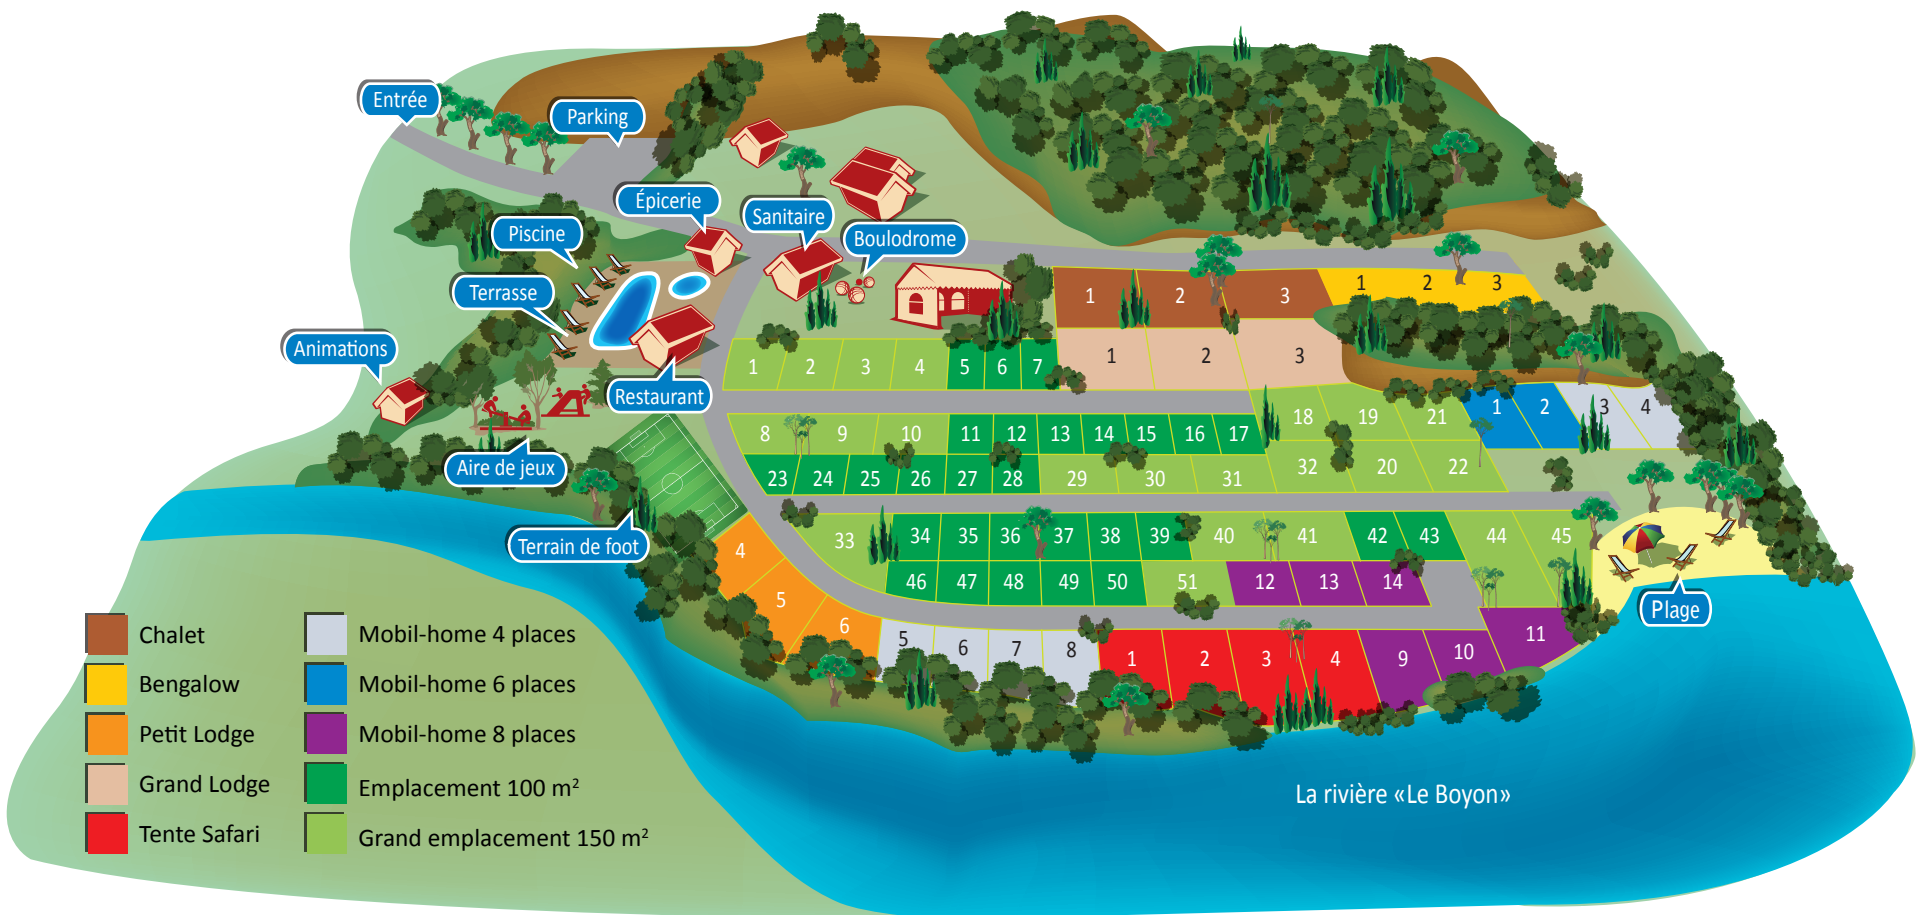 Entrée
Parking
Épicerie
Sanitaire
Boulodrome
Piscine
Terrasse
Animations
Restaurant
Aire de jeux
Terrain de foot
Plage
1 2 3 1 2 3
1 2 3 4 5 6 7 1 2 3
8 9 10 11 12 13 14 15 16 17 18 19 21 1 2 3 4
23 24 25 26 27 28 29 30 31 32 20 22
33 34 35 36 37 38 39 40 41 42 43 44 45
46 47 48 49 50 51 12 13 14
4 5 6 5 6 7 8 1 2 3 4 9 10 11
Chalet
Bengalow
Petit Lodge
Grand Lodge
Tente Safari
Mobil-home 4 places
Mobil-home 6 places
Mobil-home 8 places
Emplacement 100 m²
Grand emplacement 150 m²
La rivière «Le Boyon»